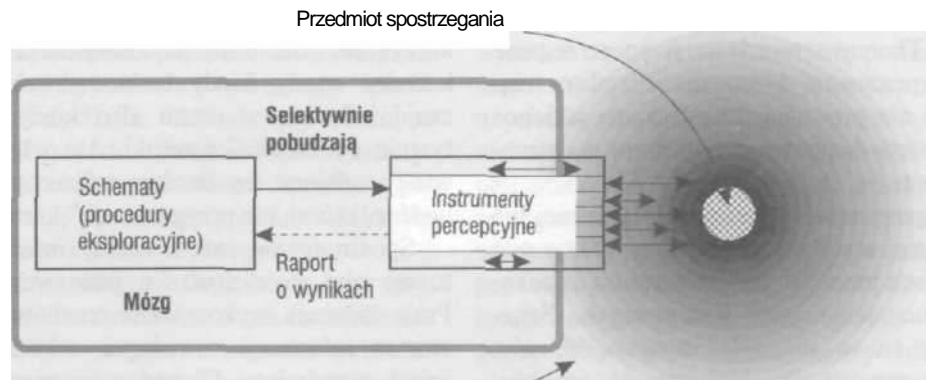 Przedmiot spostrzegania
Selektywnie
pobudzają
Schematy
(procedury
eksploracyjne)
Instrumenty
percepcyjne
Raport
o wynikach
Mózg